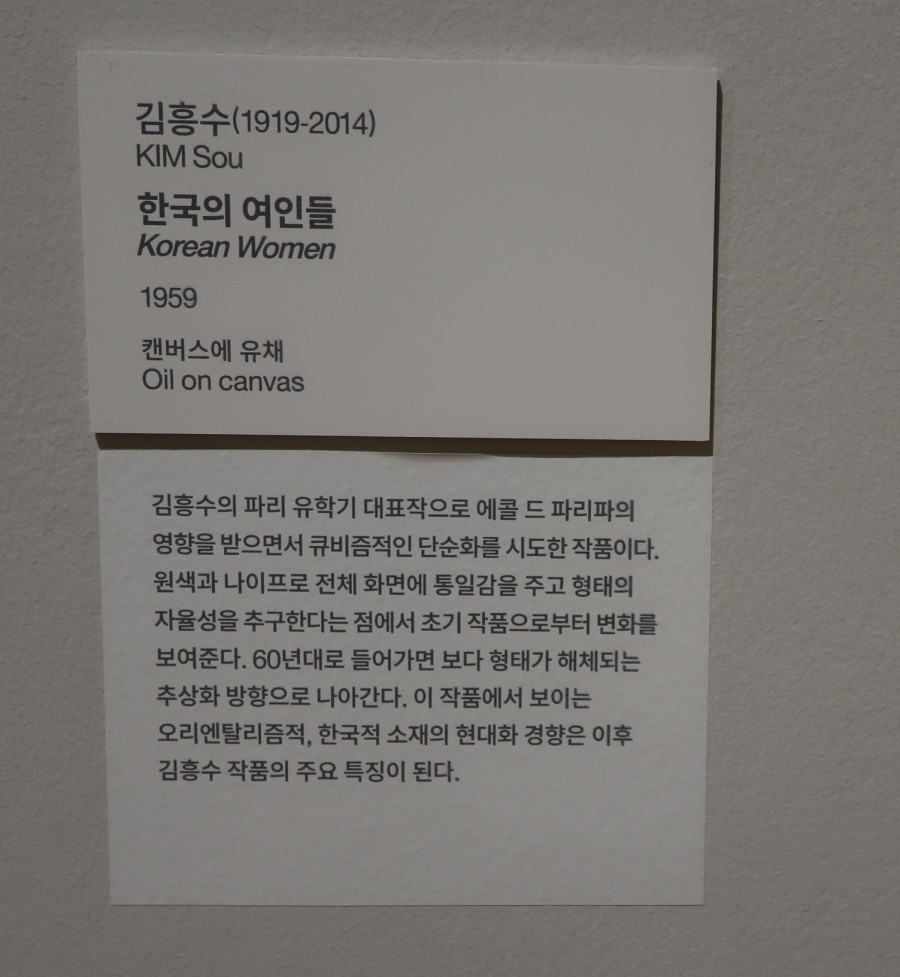 김흥수(1919-2014)
KIM Sou
한국의 여인들
Korean Women
1959
캔버스에 유채
Oil on canvas
김흥수의 파리 유학기 대표작으로 에콜 드 파리파의
영향을 받으면서 큐비즘적인 단순화를 시도한 작품이다.
원색과 나이프로 전체 화면에 통일감을 주고 형태의
자율성을 추구한다는 점에서 초기 작품으로부터 변화를
보여준다. 60년대로 들어가면 보다 형태가 해체되는
추상화 방향으로 나아간다. 이 작품에서 보이는
오리엔탈리즘적, 한국적 소재의 현대화 경향은 이후
김흥수 작품의 주요 특징이 된다.